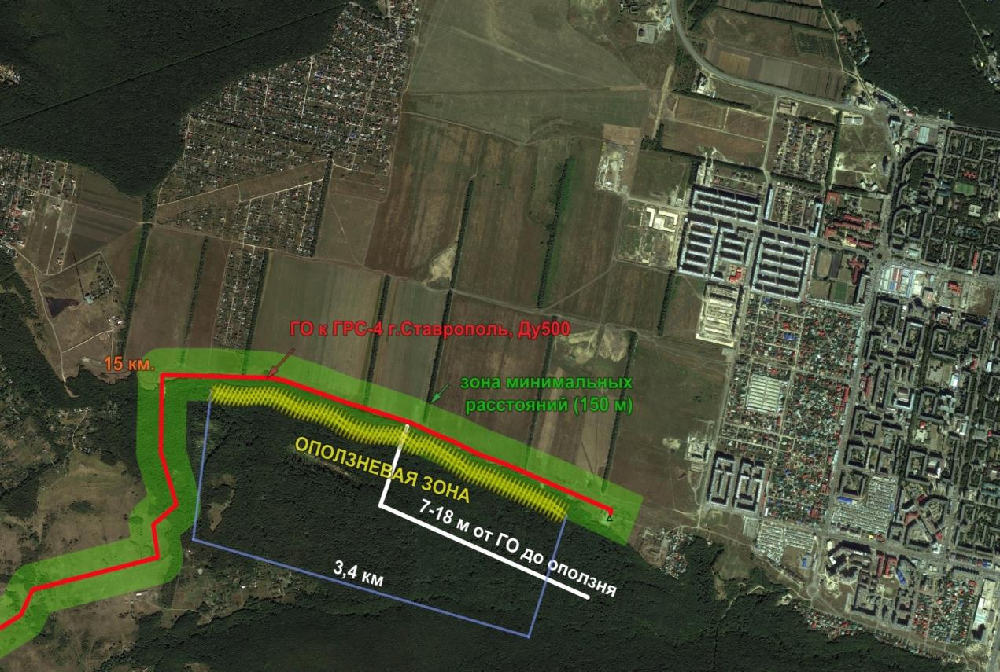 ГО к ГРС-4 г.Ставрополь, Ду500
15 км.
зона минимальных
расстояний (150 м)
ОПОЛЗНЕВАЯ ЗОНА
7-18 м от ГО до оползня
3,4 км